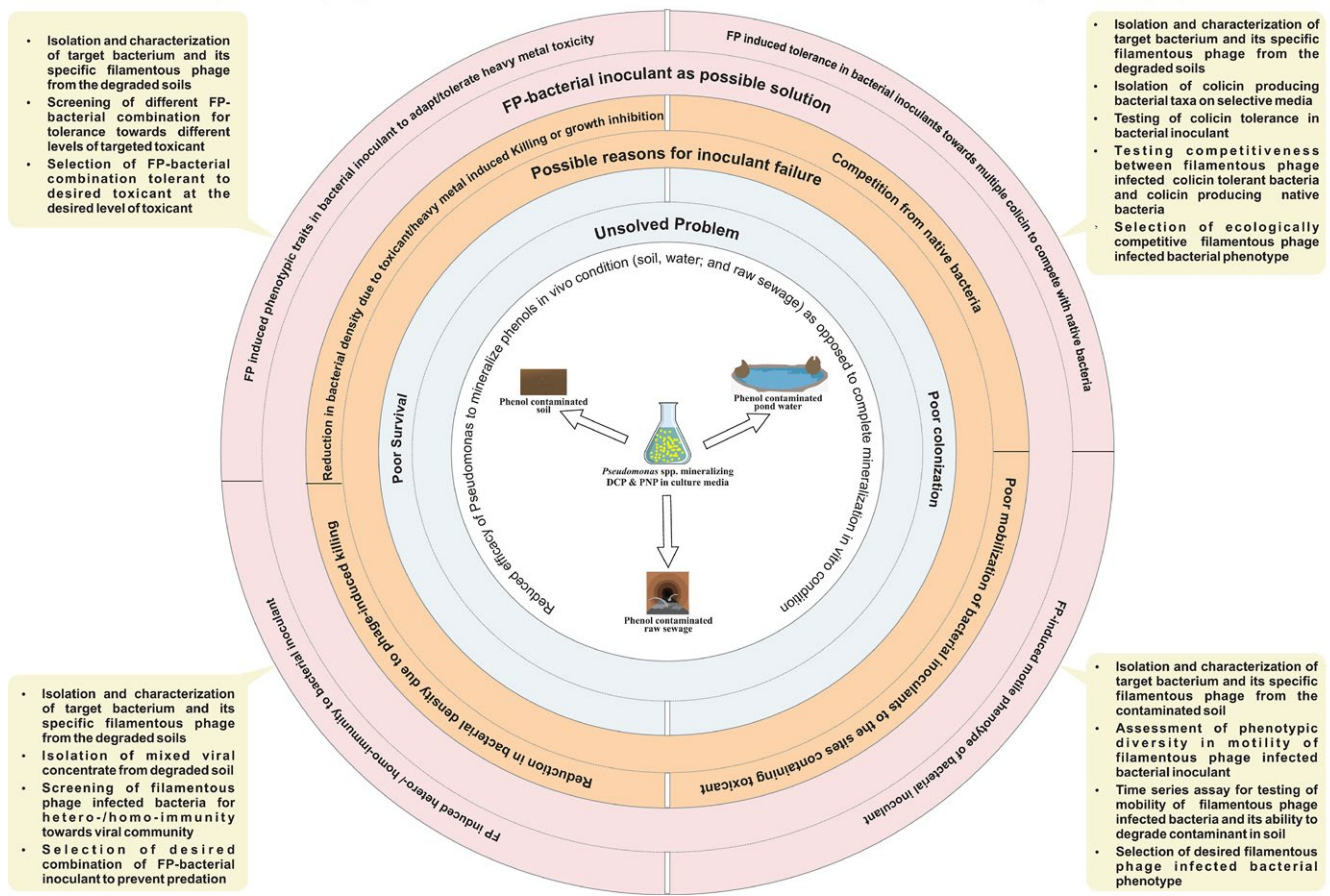 • Isolation and characterization
of target bacterium and its
specific filamentous phage
from the degraded soils
• Screening of different FP-
bacterial combination for
tolerance towards different
levels of targeted toxicant
• Selection of FP-bacterial
combination tolerant to
desired toxicant at the
desired level of toxicant
• Isolation and characterization of
target bacterium and its specific
filamentous phage from the
degraded soils
• Isolation of colicin producing
bacterial taxa on selective media
• Testing of colicin tolerance in
bacterial inoculant
• Testing competitiveness
between filamentous phage
infected colicin tolerant bacteria
and colicin producing native
bacteria
, Selection of ecologically
competitive filamentous phage
infected bacterial phenotype
FP induced phenotypic traits in bacterial inoculant to adapt/tolerate heavy metal toxicity
FP induced tolerance in bacterial inoculants towards multiple colicin to compete with native bacteria
FP-bacterial inoculant as possible solution
Reduction in bacterial density due to toxicant/heavy metal induced Killing or growth inhibition
Competition from native bacteria
Possible reasons for inoculant failure
Unsolved Problem
Poor Survival
Poor colonization
Reduced efficacy of Pseudomonas to mineralize phenols in vivo condition (soil, water; and raw sewage) as opposed to complete mineralization in vitro condition
Phenol contaminated
soil
Phenol contaminated
pond water
Pseudomonas spp. mineralizing
DCP & PNP in culture media
Phenol contaminated
raw sewage
Reduction in bacterial density due to phage-induced killing
Poor mobilization of bacterial inoculants to the sites containing toxicant
FP induced hetero-/ homo-immunity to bacterial inoculant
FP-induced motile phenotype of bacterial inoculant
• Isolation and characterization
of target bacterium and its
specific filamentous phage
from the degraded soils
• Isolation of mixed viral
concentrate from degraded soil
• Screening of filamentous
phage infected bacteria for
hetero-/homo-immunity
towards viral community
• Selection of desired
combination of FP-bacterial
inoculant to prevent predation
• Isolation and characterization of
target bacterium and its specific
filamentous phage from the
contaminated soil
• Assessment of phenotypic
diversity in motility of
filamentous phage infected
bacterial inoculant
• Time series assay for testing of
mobility of filamentous phage
infected bacteria and its ability to
degrade contaminant in soil
• Selection of desired filamentous
phage infected bacterial
phenotype